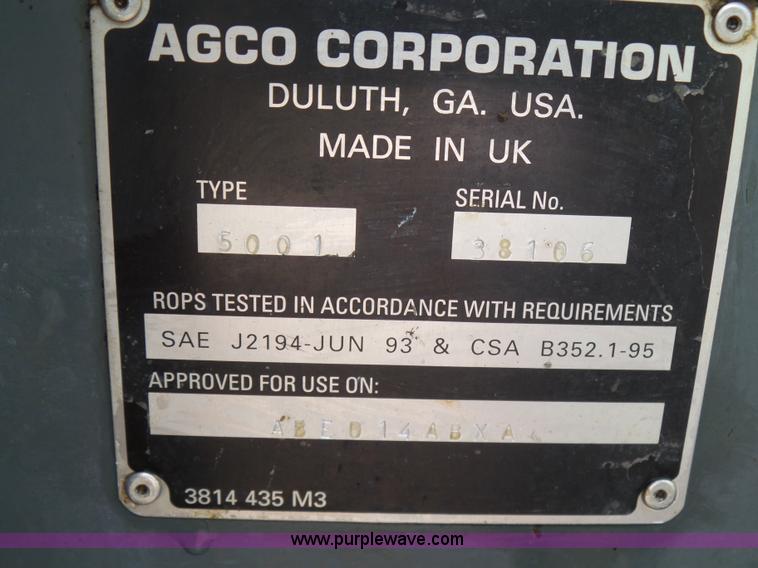 AGCO CORPORATION
DULUTH, GA. USA.
MADE IN UK
TYPE SERIAL No.
5001 38106
ROPS TESTED IN ACCORDANCE WITH REQUIREMENTS
SAE J2194-JUN 93 & CSA B352.1-95
APPROVED FOR USE ON:
3814 435 M3
www.purplewave.com